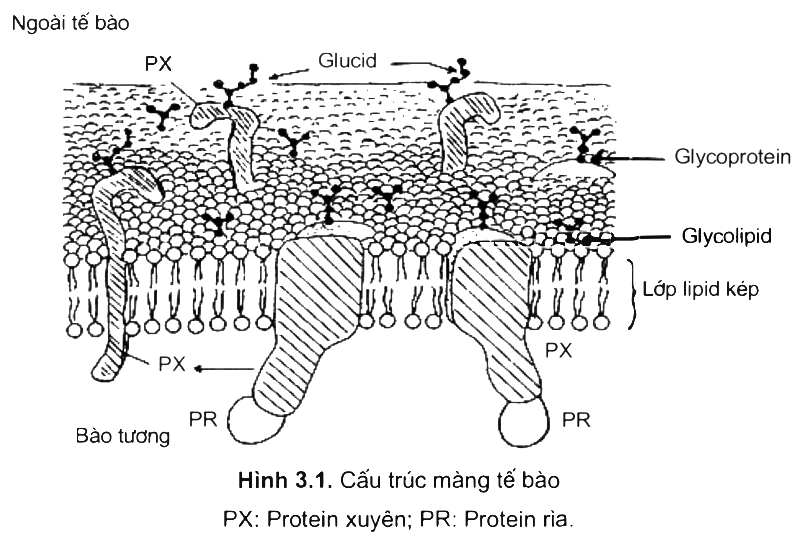 Ngoài tế bào
PX
Glucid
Glycoprotein
Glycolipid
Lớp lipid kép
PX
PX
PR
PR
Bào tương
Hình 3.1. Cấu trúc màng tế bào
PX: Protein xuyên; PR: Protein rìa.